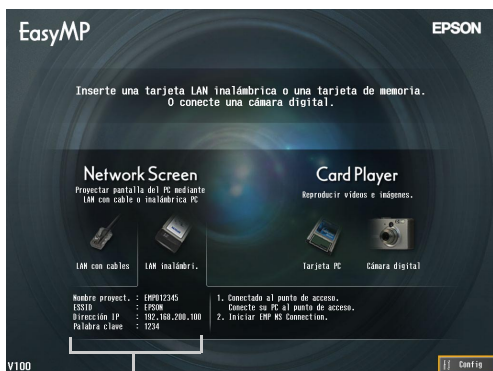 EasyMP
EPSON
Inserte una tarjeta LAN inalámbrica o una tarjeta de memoria.
O conecte una cámara digital.
Network Screen
Proyectar pantalla del PC mediante
LAN con cable o inalámbrica PC
LAN con cables
LAN inalámbri.
Card Player
Reproducir vídeos e imágenes.
Tarjeta PC
Cámara digital
Nombre proyect. : EMP012345
ESSID : EPSON
Dirección IP : 192.168.200.100
Palabra clave : 1234
1. Conectado al punto de acceso.
Conecte su PC al punto de acceso.
2. Iniciar EMP NS Connection.
V100
Config